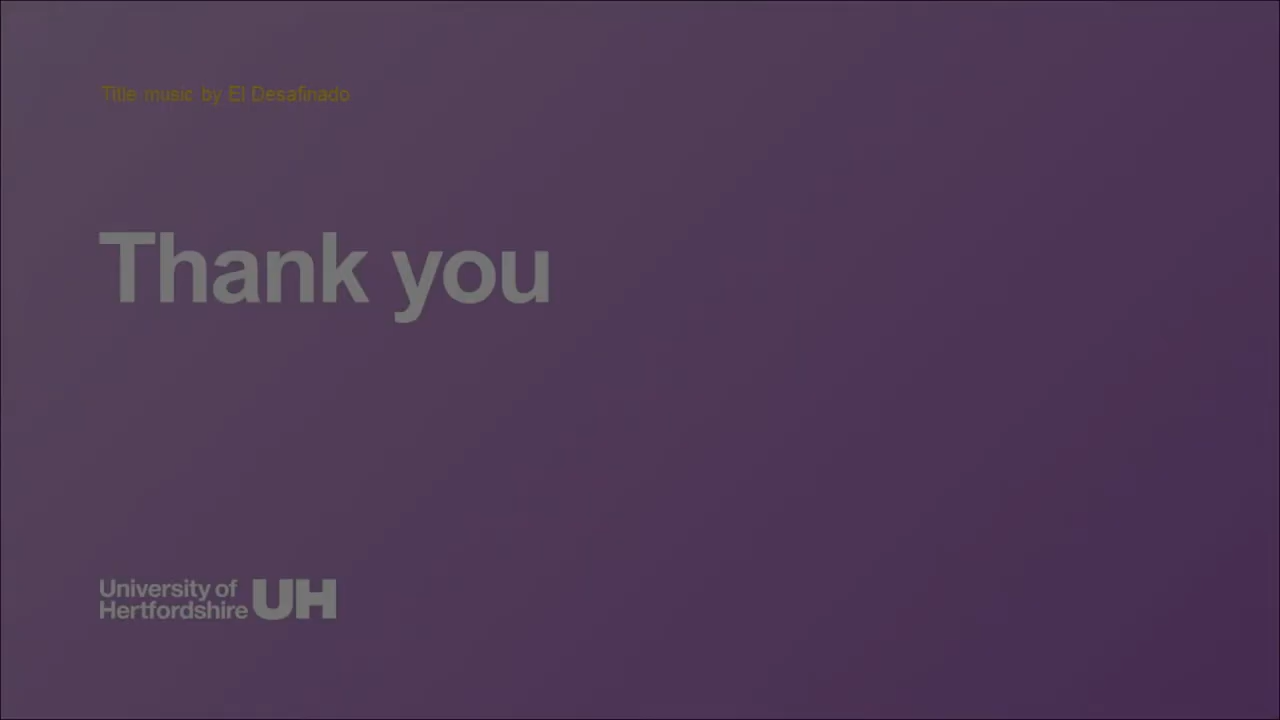 Title music by El Desafinado
Thank you
University of
Hertfordshire UH